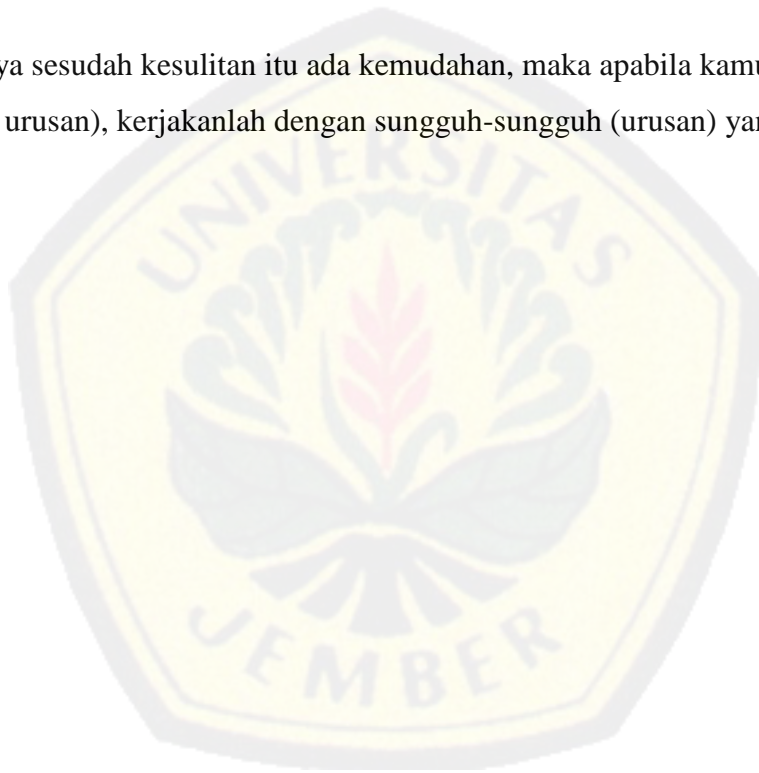 ya sesudah kesulitan itu ada kemudahan, maka apabila kamu
urusan), kerjakanlah dengan sungguh-sungguh (urusan) yan
UNIVERSITAS
JEMBER